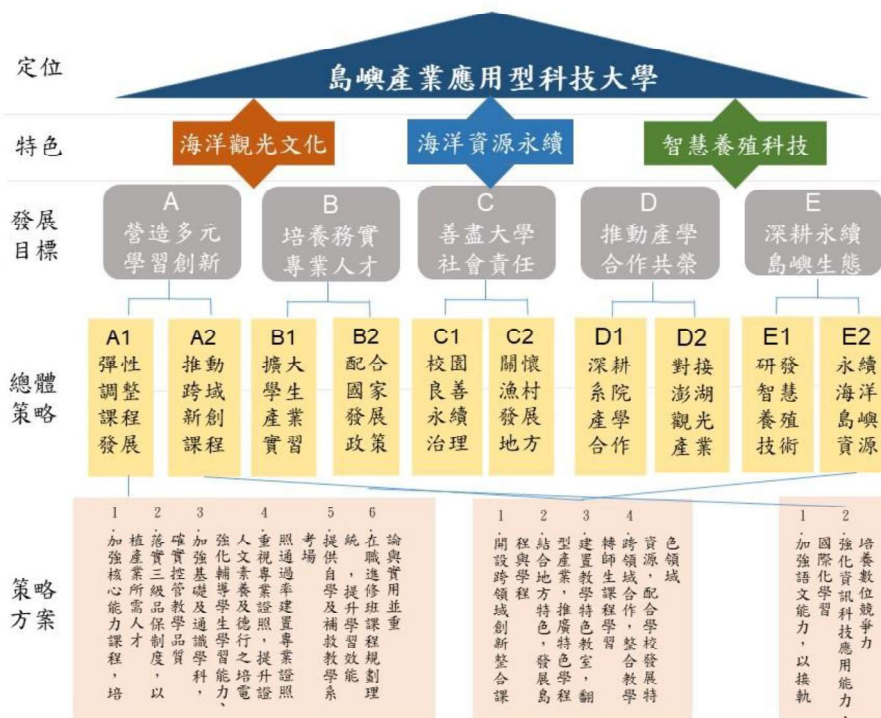 定位
島嶼產業應用型科技大學
特色
海洋觀光文化
海洋資源永續
智慧養殖科技
發展
目標
A
營造多元
學習創新
B
培養務實
專業人才
C
善盡大學
社會責任
D
推動產學
合作共榮
E
深耕永續
島嶼生態
總體
策略
A1
彈性
調整
課程
發展
A2
推動
跨域
新創
課程
B1
擴大
學生
產業
實習
B2
配合
國家
發展
政策
C1
校園
良善
永續
治理
C2
關懷
漁村
發展
地方
D1
深耕
系院
產學
合作
D2
對接
澎湖
觀光
產業
E1
研發
智慧
養殖
技術
E2
永續
海洋
島嶼
資源
策略
方案
1.加強核心能力課程,培
植產業所需人才
2.落實三級品保制度,以
確實控管教學品質
3.加強基礎及通識學科,
強化輔導學生學習能力、
人文素養及德行之培電
4.重視專業證照,提升證
照通過率建置專業證照
考場
5.提供自學及補救教學系
統,提升學習效能
6.在職進修班課程規劃理
論與實用並重
1.開設跨領域創新整合課
程與學程
2.結合地方特色,發展島
型產業,推廣特色學程
3.建置教學特色教室,翻
轉師生課程學習
4.跨領域合作,整合教學
資源,配合學校發展特
色領域
1.加強語文能力,以接軌
國際化學習
2.強化資訊科技應用能力,
培養數位競爭力